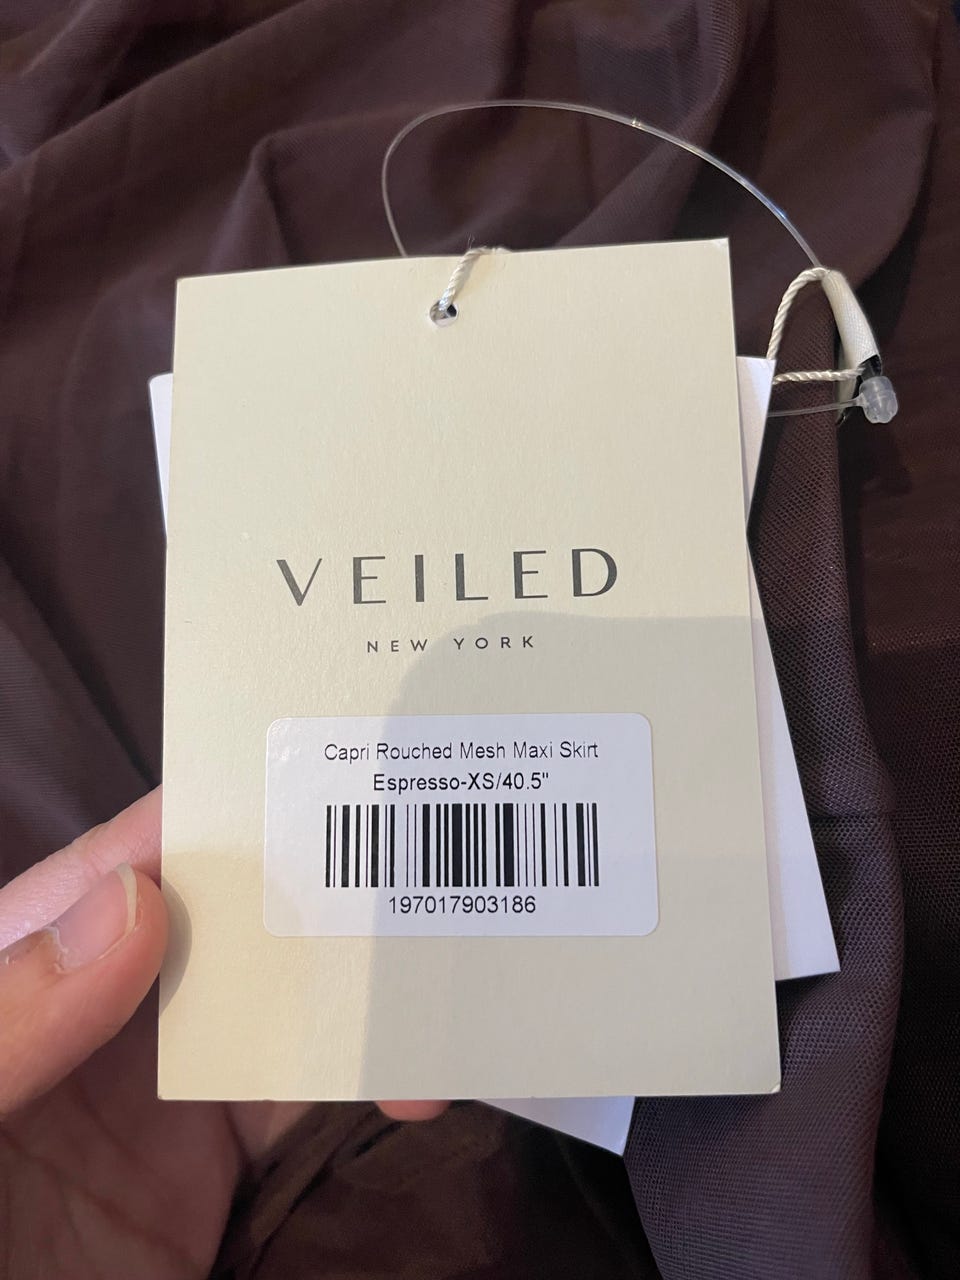 VEILED
NEW YORK
Capri Rouched Mesh Maxi Skirt
Espresso-XS/40.5"
197017903186